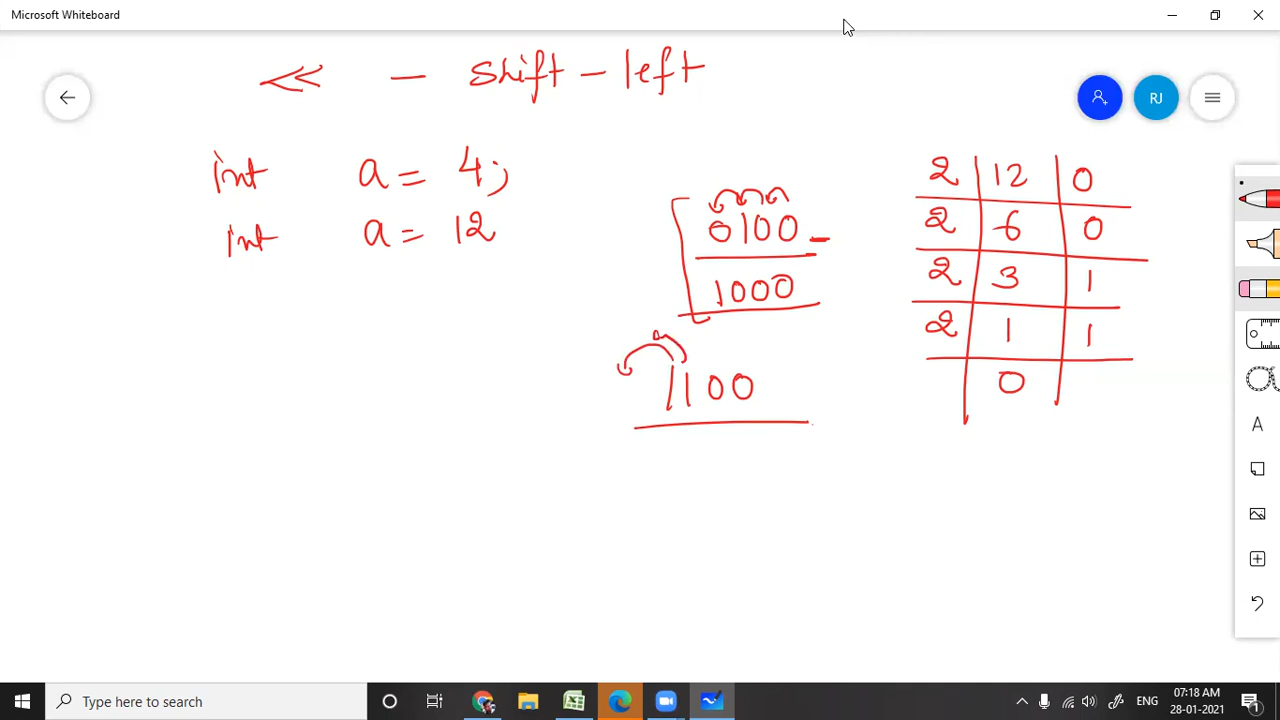 Microsoft Whiteboard
<< - shift-left
RJ
int a = 4;
int a = 12
0100
1000
1100
2 12 0
2 6 0
2 3 1
2 1 1
0
A
Type here to search
ENG
07:18 AM
28-01-2021
1